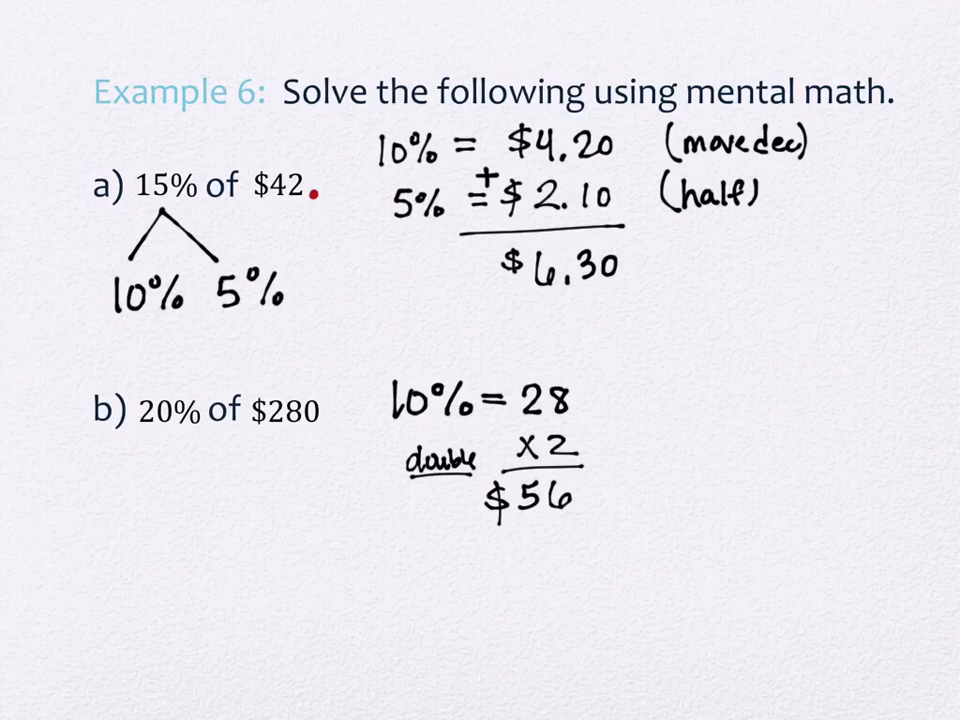 Example 6: Solve the following using mental math.
10% = $4.20 (move dec)
a) 15% of $42.
5% = + $2.10 (half)
$6.30
10% 5%
b) 20% of $280
10% = 28
double x2
$56